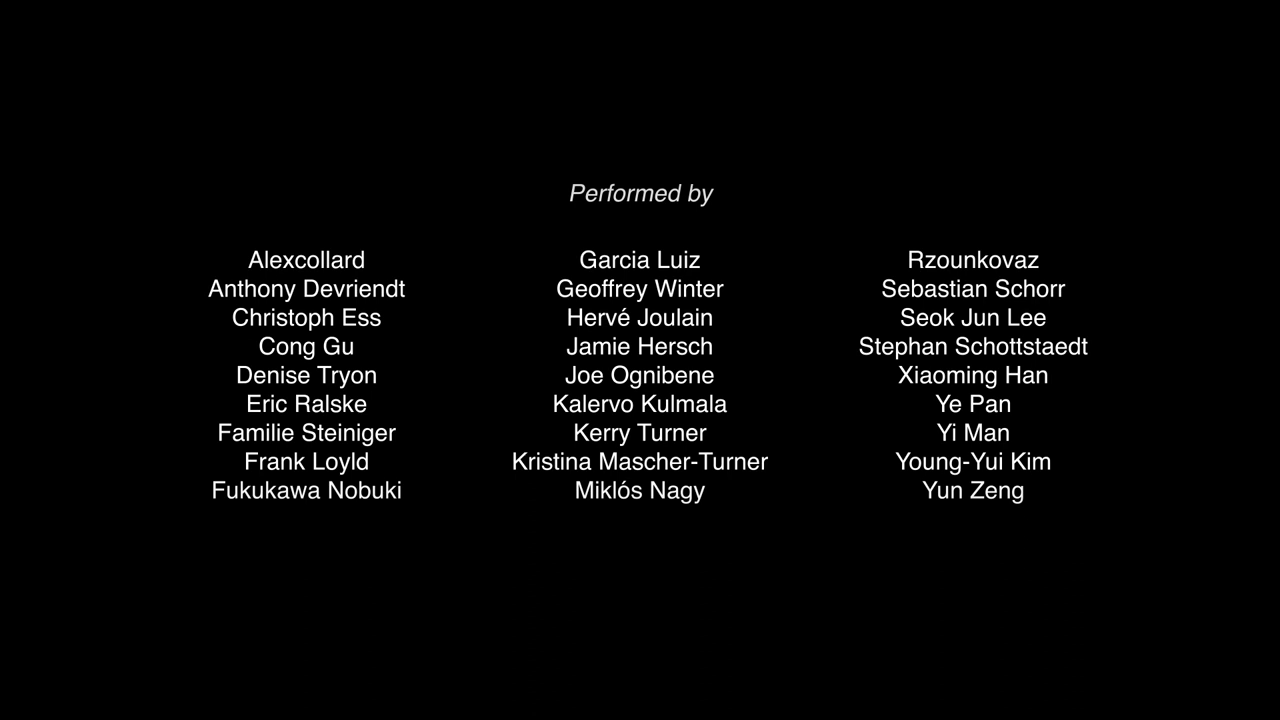 Performed by
Alexcollard
Anthony Devriendt
Christoph Ess
Cong Gu
Denise Tryon
Eric Ralske
Familie Steiniger
Frank Loyld
Fukukawa Nobuki
Garcia Luiz
Geoffrey Winter
Hervé Joulain
Jamie Hersch
Joe Ognibene
Kalervo Kulmala
Kerry Turner
Kristina Mascher-Turner
Miklós Nagy
Rzounkovaz
Sebastian Schorr
Seok Jun Lee
Stephan Schottstaedt
Xiaoming Han
Ye Pan
Yi Man
Young-Yui Kim
Yun Zeng